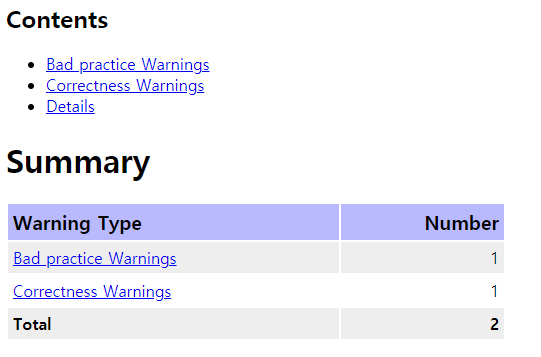 Contents
Bad practice Warnings
Correctness Warnings
Details
Summary
Warning Type Number
Bad practice Warnings 1
Correctness Warnings 1
Total 2